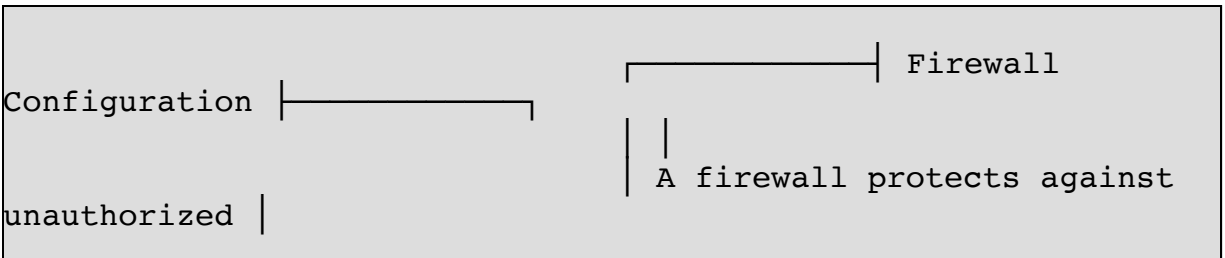 ┌─────────────┤ Firewall
Configuration ├─────────────┐
│ │
│ A firewall protects against
unauthorized │